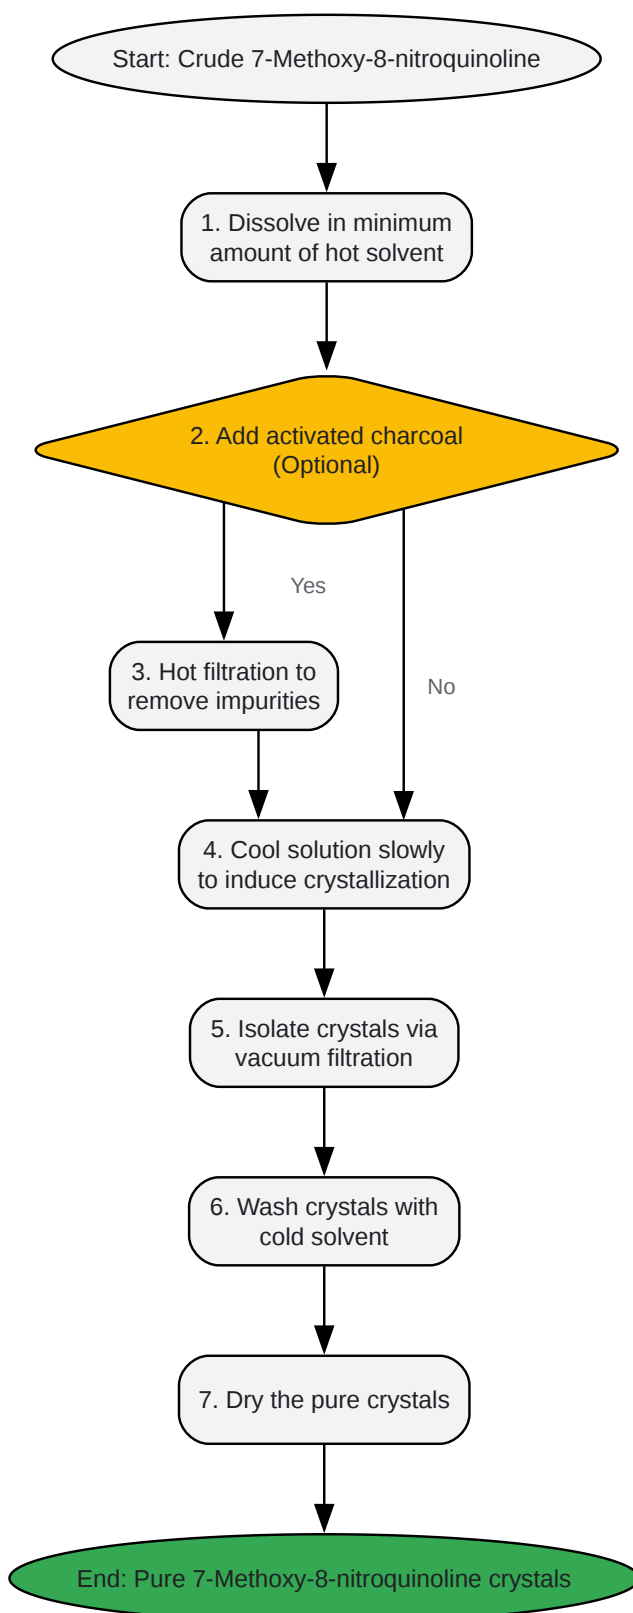 Start: Crude 7-Methoxy-8-nitroquinoline
1. Dissolve in minimum
amount of hot solvent
2. Add activated charcoal
(Optional)
Yes
3. Hot filtration to
remove impurities
No
4. Cool solution slowly
to induce crystallization
5. Isolate crystals via
vacuum filtration
6. Wash crystals with
cold solvent
7. Dry the pure crystals
End: Pure 7-Methoxy-8-nitroquinoline crystals